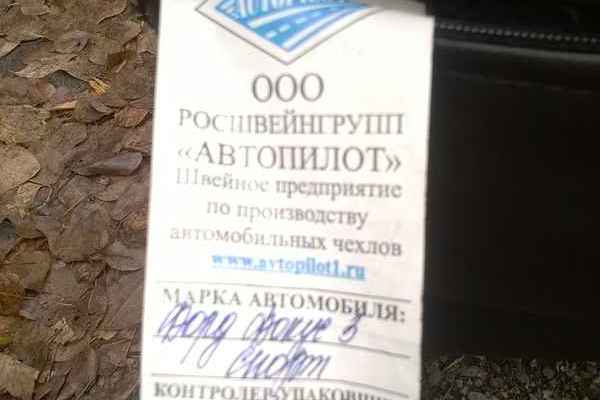 АВТОПИЛОТ
ООО
РОСШВЕЙНГРУПП
«АВТОПИЛОТ»
Швейное предприятие
по производству
автомобильных чехлов
www.avtopilot1.ru
МАРКА АВТОМОБИЛЯ:
Форд Фокус 3
Спорт
КОНТРОЛЕР-УПАКОВЩИК